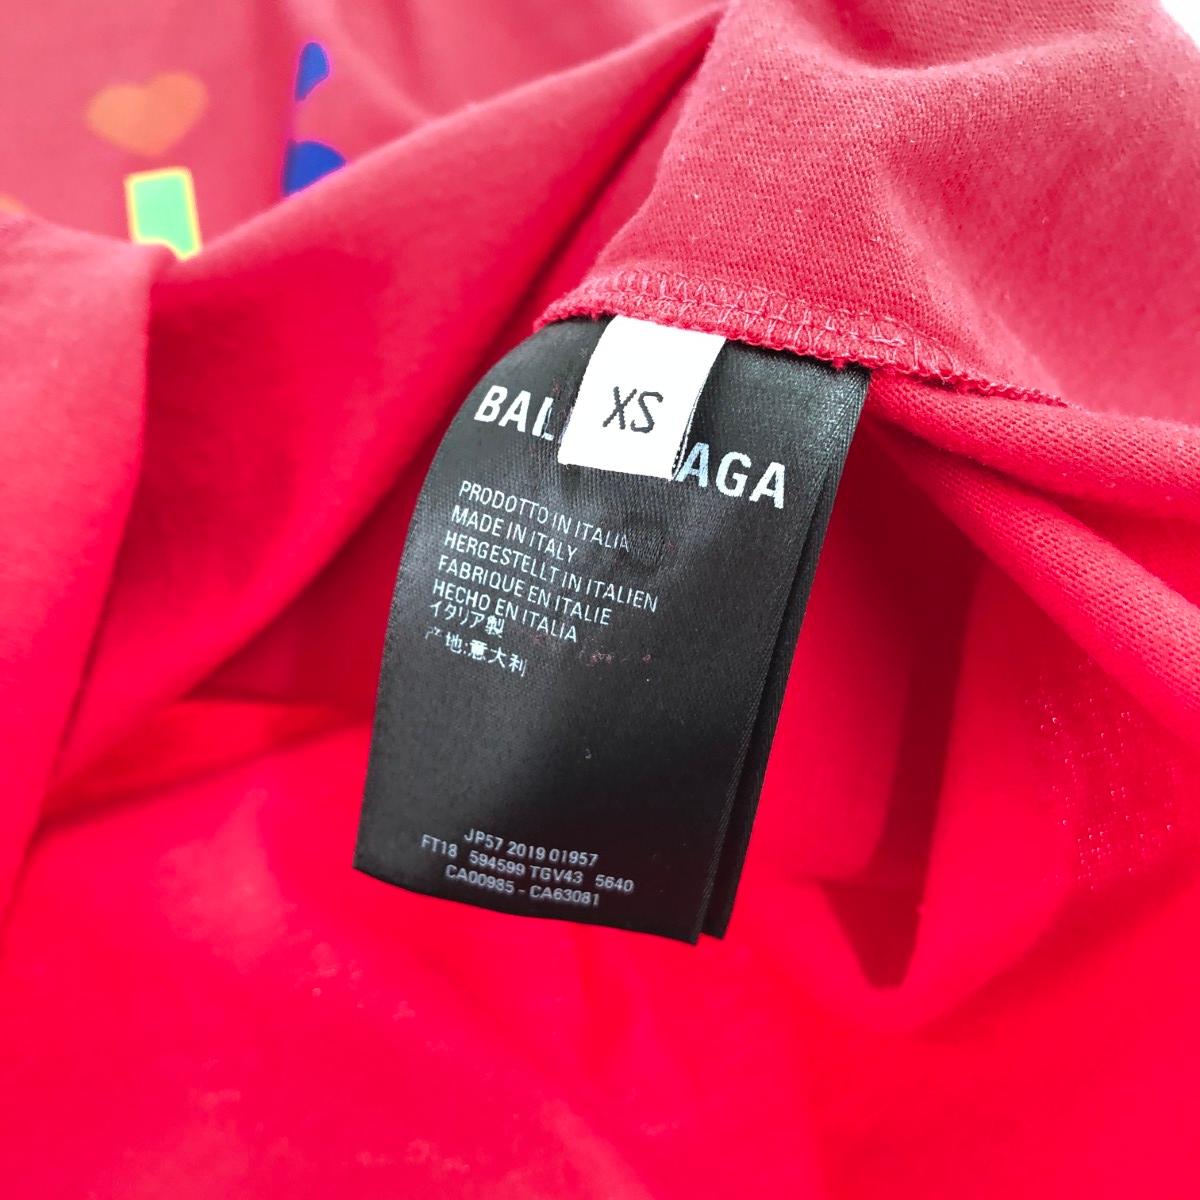 XS
BAL AGA
PRODOTTO IN ITALIA
MADE IN ITALY
HERGESTELLT IN ITALIEN
FABRIQUE EN ITALIE
HECHO EN ITALIA
イタリア製
产地:意大利
JP57 2019 01957
FT18 594599 TGV43 5640
CA00985 - CA63081